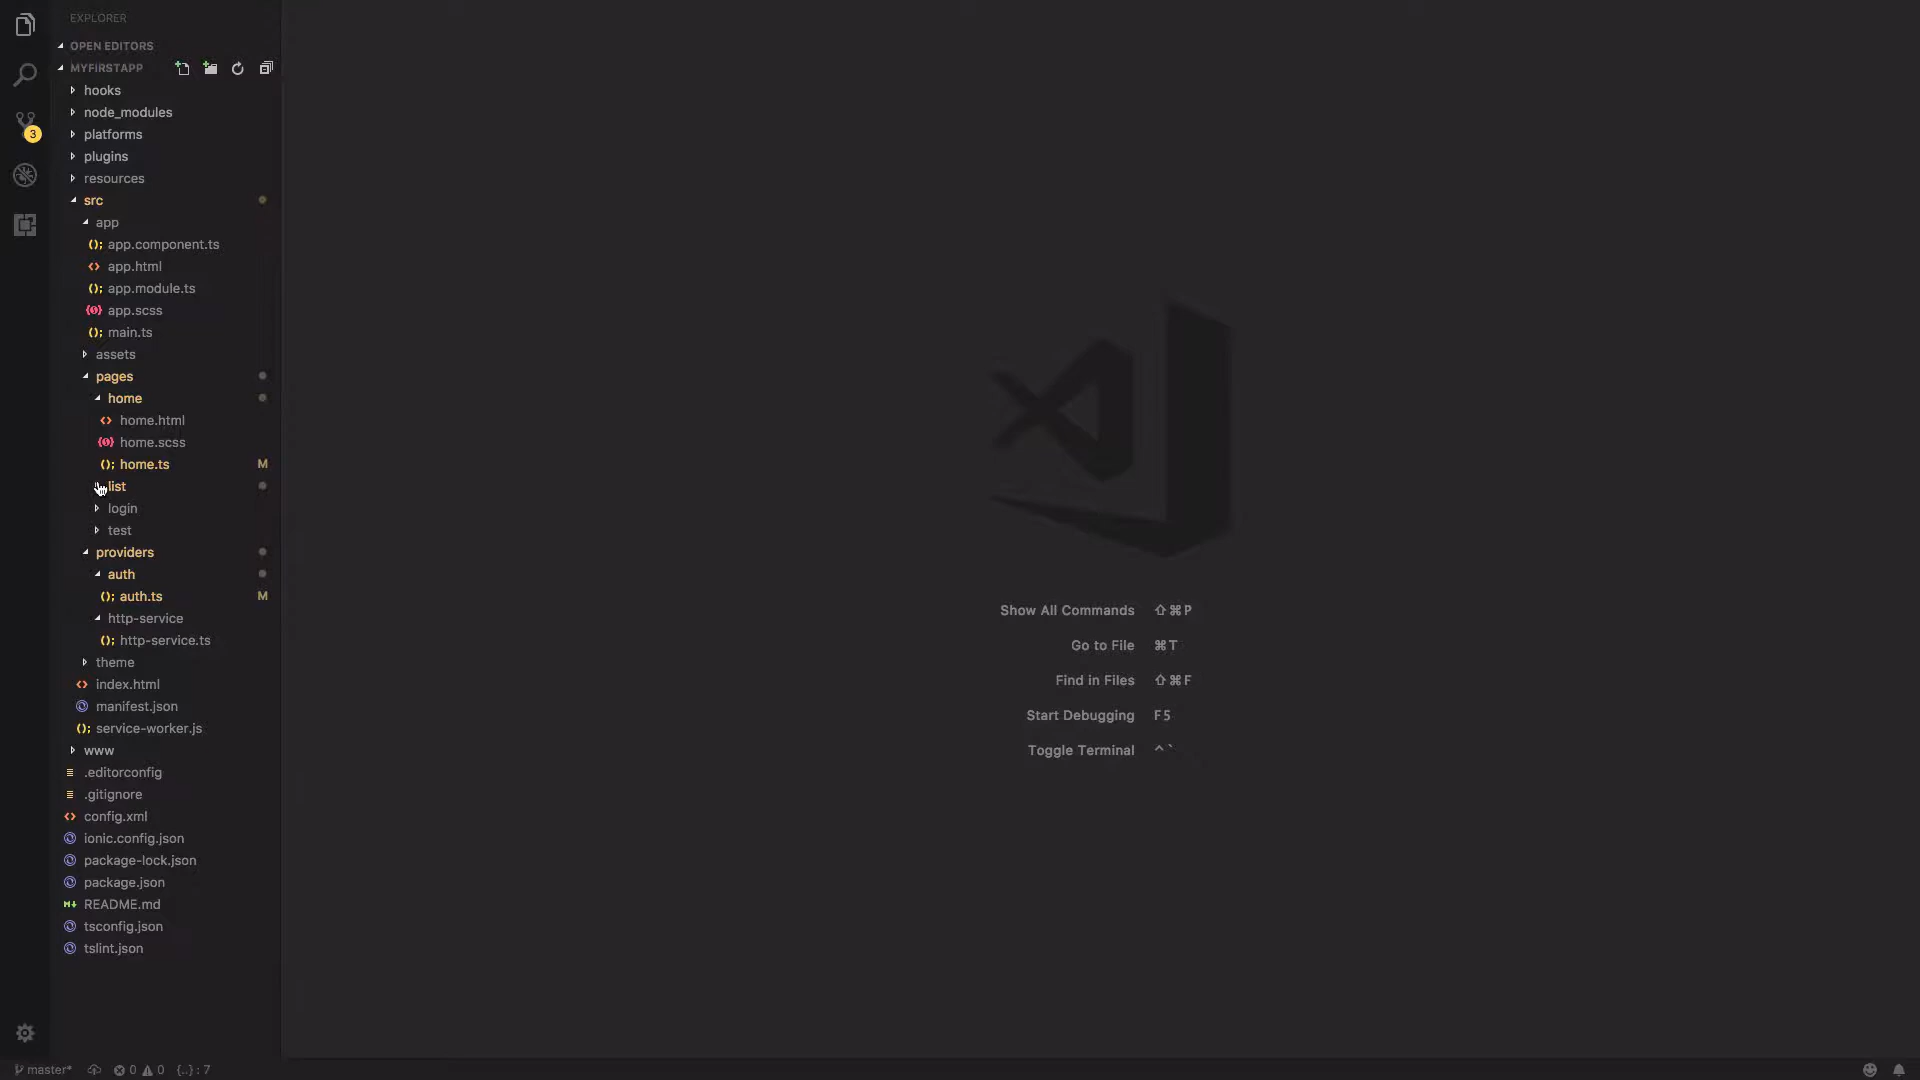 EXPLORER
OPEN EDITORS
MYFIRSTAPP
hooks
node_modules
3
platforms
plugins
resources
src
app
app.component.ts
app.html
app.module.ts
app.scss
main.ts
assets
pages
home
home.html
home.scss
home.ts M
list
login
test
providers
auth
auth.ts M
http-service
http-service.ts
theme
index.html
manifest.json
service-worker.js
www
.editorconfig
.gitignore
config.xml
ionic.config.json
package-lock.json
package.json
README.md
tsconfig.json
tslint.json
Show All Commands ⇧⌘P
Go to File ⌘T
Find in Files ⇧⌘F
Start Debugging F5
Toggle Terminal ⌃`
master* 0 0 {..} : 7